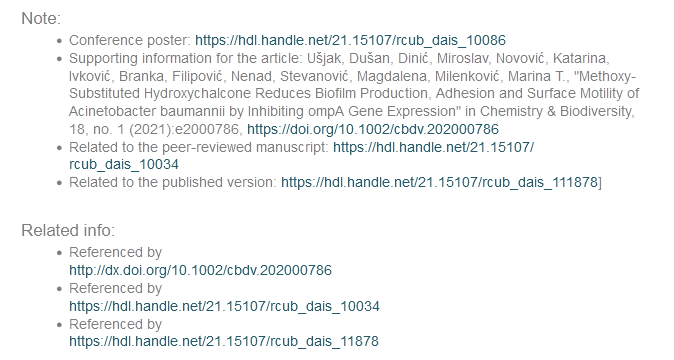 Note:
• Conference poster: https://hdl.handle.net/21.15107/rcub_dais_10086
• Supporting information for the article: Ušjak, Dušan, Dinić, Miroslav, Novović, Katarina,
Ivković, Branka, Filipović, Nenad, Stevanović, Magdalena, Milenković, Marina T., "Methoxy-
Substituted Hydroxychalcone Reduces Biofilm Production, Adhesion and Surface Motility of
Acinetobacter baumannii by Inhibiting ompA Gene Expression" in Chemistry & Biodiversity,
18, no. 1 (2021):e2000786, https://doi.org/10.1002/cbdv.202000786
• Related to the peer-reviewed manuscript: https://hdl.handle.net/21.15107/
rcub_dais_10034
• Related to the published version: https://hdl.handle.net/21.15107/rcub_dais_111878]
Related info:
• Referenced by
http://dx.doi.org/10.1002/cbdv.202000786
• Referenced by
https://hdl.handle.net/21.15107/rcub_dais_10034
• Referenced by
https://hdl.handle.net/21.15107/rcub_dais_11878